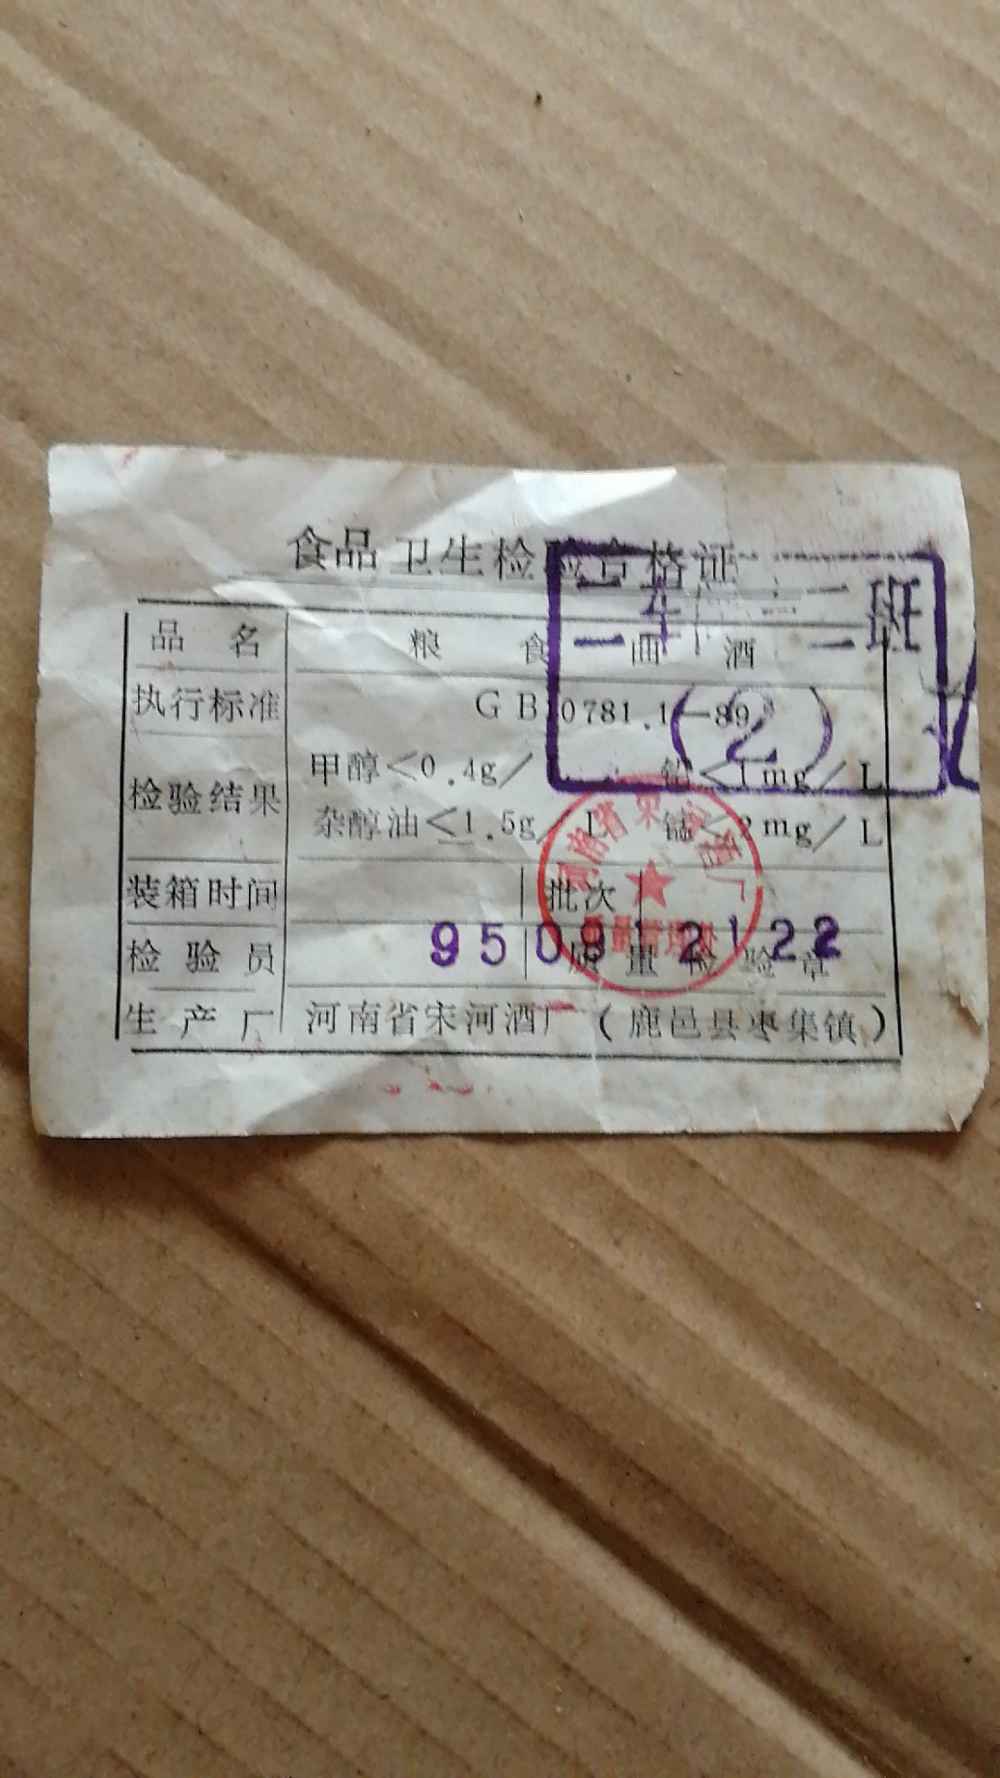 食品卫生检验合格证
品 名 粮 食 曲 酒
执行标准 GB10781.1—89
检验结果 甲醇<0.4g/ 铅<1mg/L
杂醇油≤1.5g/L 锰<2mg/L
装箱时间 批次
检 验 员 质 量 检 验 章
生 产 厂 河南省宋河酒厂（鹿邑县枣集镇）
二班
(2)
河南省宋河酒厂
950912122